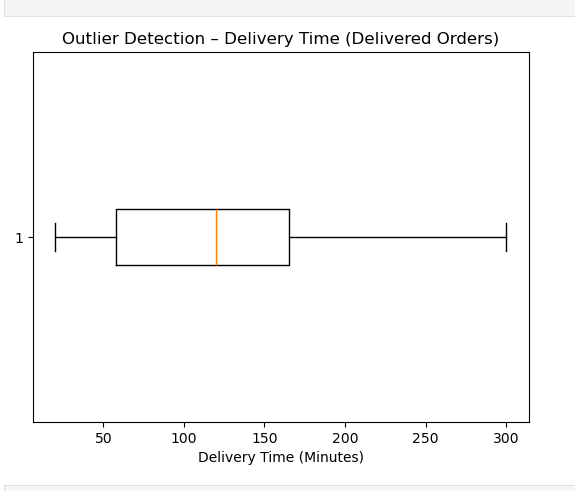 Outlier Detection – Delivery Time (Delivered Orders)
1
50 100 150 200 250 300
Delivery Time (Minutes)